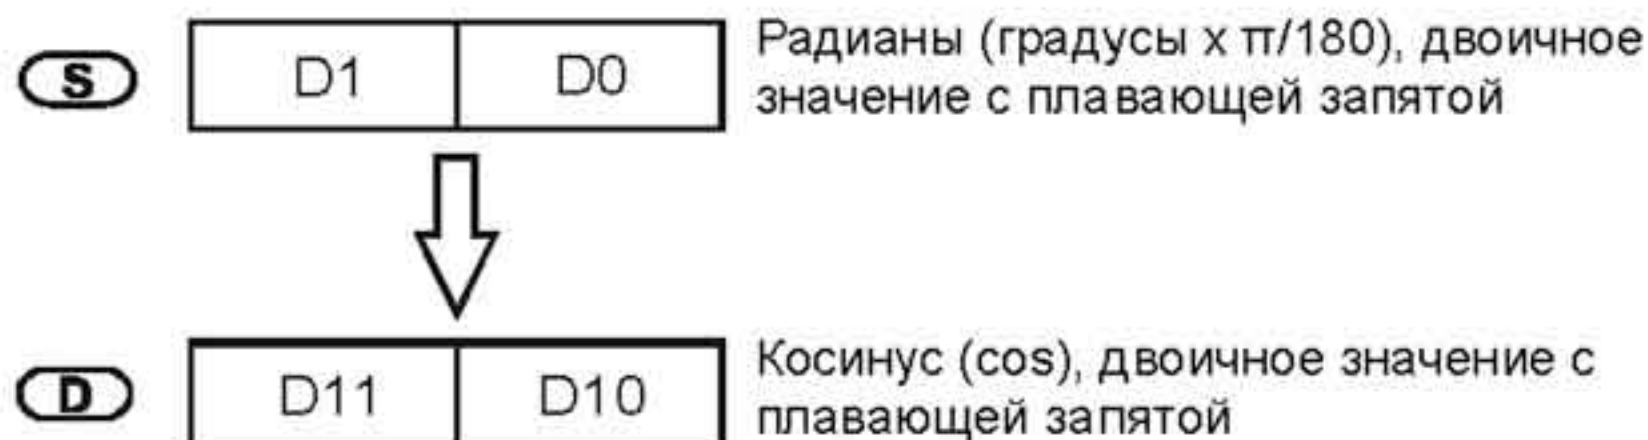 S D1 D0 Радианы (градусы x π/180), двоичное
значение с плавающей запятой
D D11 D10 Косинус (cos), двоичное значение с
плавающей запятой